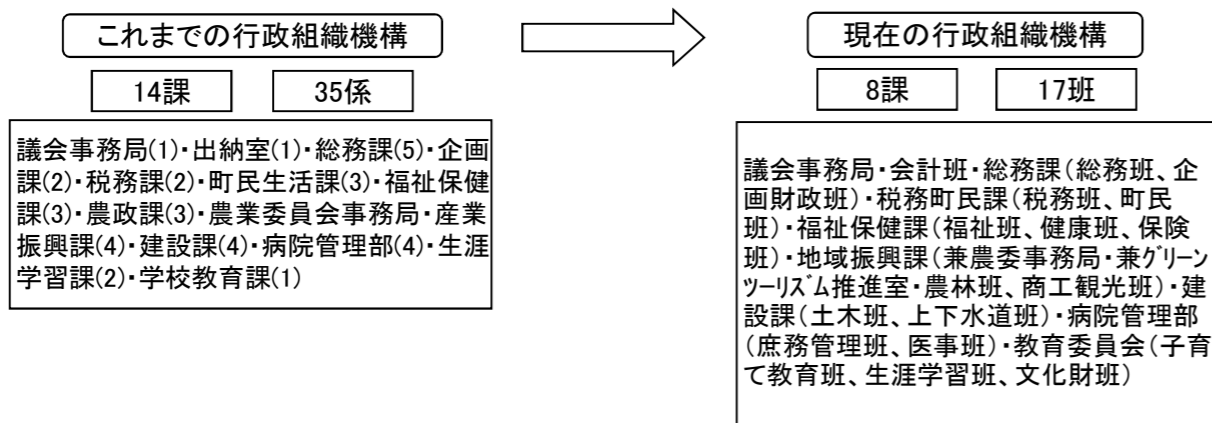 これまでの行政組織機構
14課
35係
議会事務局(1)・出納室(1)・総務課(5)・企画
課(2)・税務課(2)・町民生活課(3)・福祉保健
課(3)・農政課(3)・農業委員会事務局・産業
振興課(4)・建設課(4)・病院管理部(4)・生涯
学習課(2)・学校教育課(1)
現在の行政組織機構
8課
17班
議会事務局・会計班・総務課(総務班、企
画財政班)・税務町民課(税務班、町民
班)・福祉保健課(福祉班、健康班、保険
班)・地域振興課(兼農委事務局・兼グリーン
ツーリズム推進室・農林班、商工観光班)・建
設課(土木班、上下水道班)・病院管理部
(庶務管理班、医事班)・教育委員会(子育
て教育班、生涯学習班、文化財班)